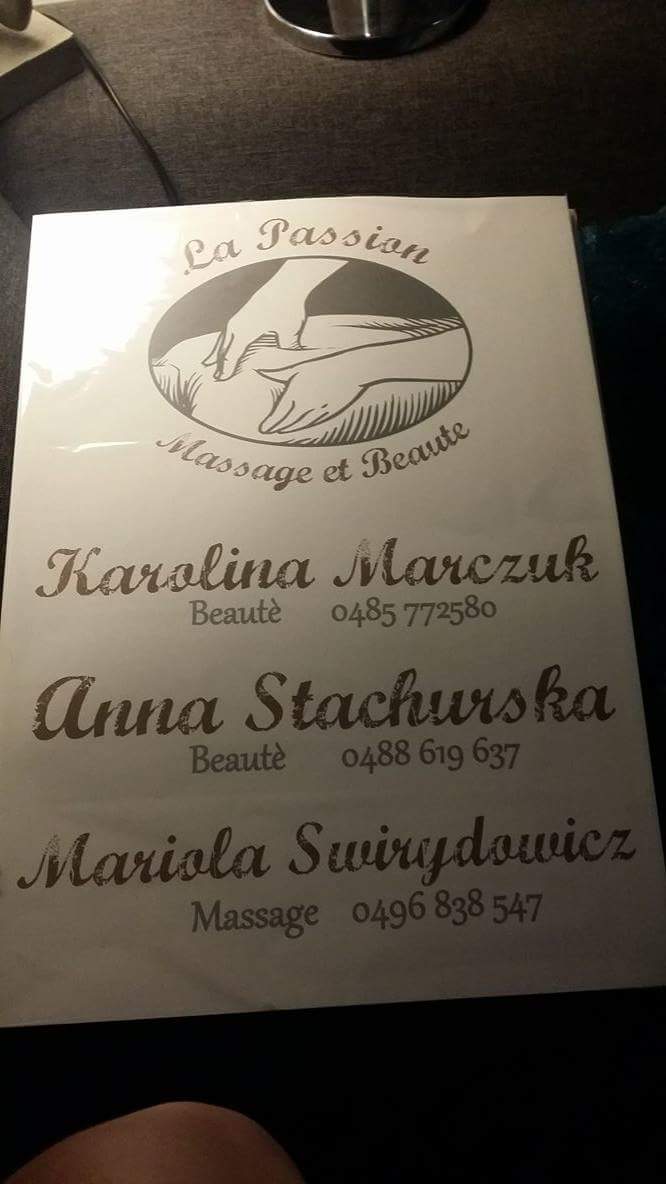 La Passion
Massage et Beaute
Karolina Marczuk
Beautè 0485 772580
Anna Stachurska
Beautè 0488 619 637
Mariola Swirydowicz
Massage 0496 838 547